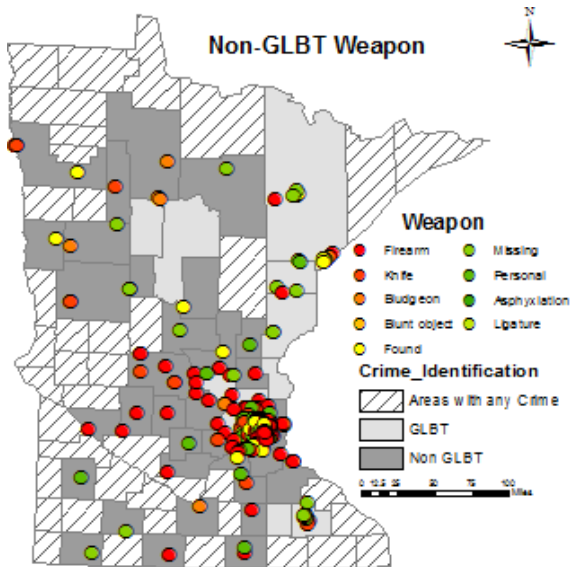 N
Non-GLBT Weapon
Weapon
Firearm
Missing
Knife
Personal
Bludgeon
Asphyxiation
Blunt object
Ligature
Found
Crime_Identification
Areas with any Crime
GLBT
Non GLBT
0 12.5 25 50 75 100
Miles